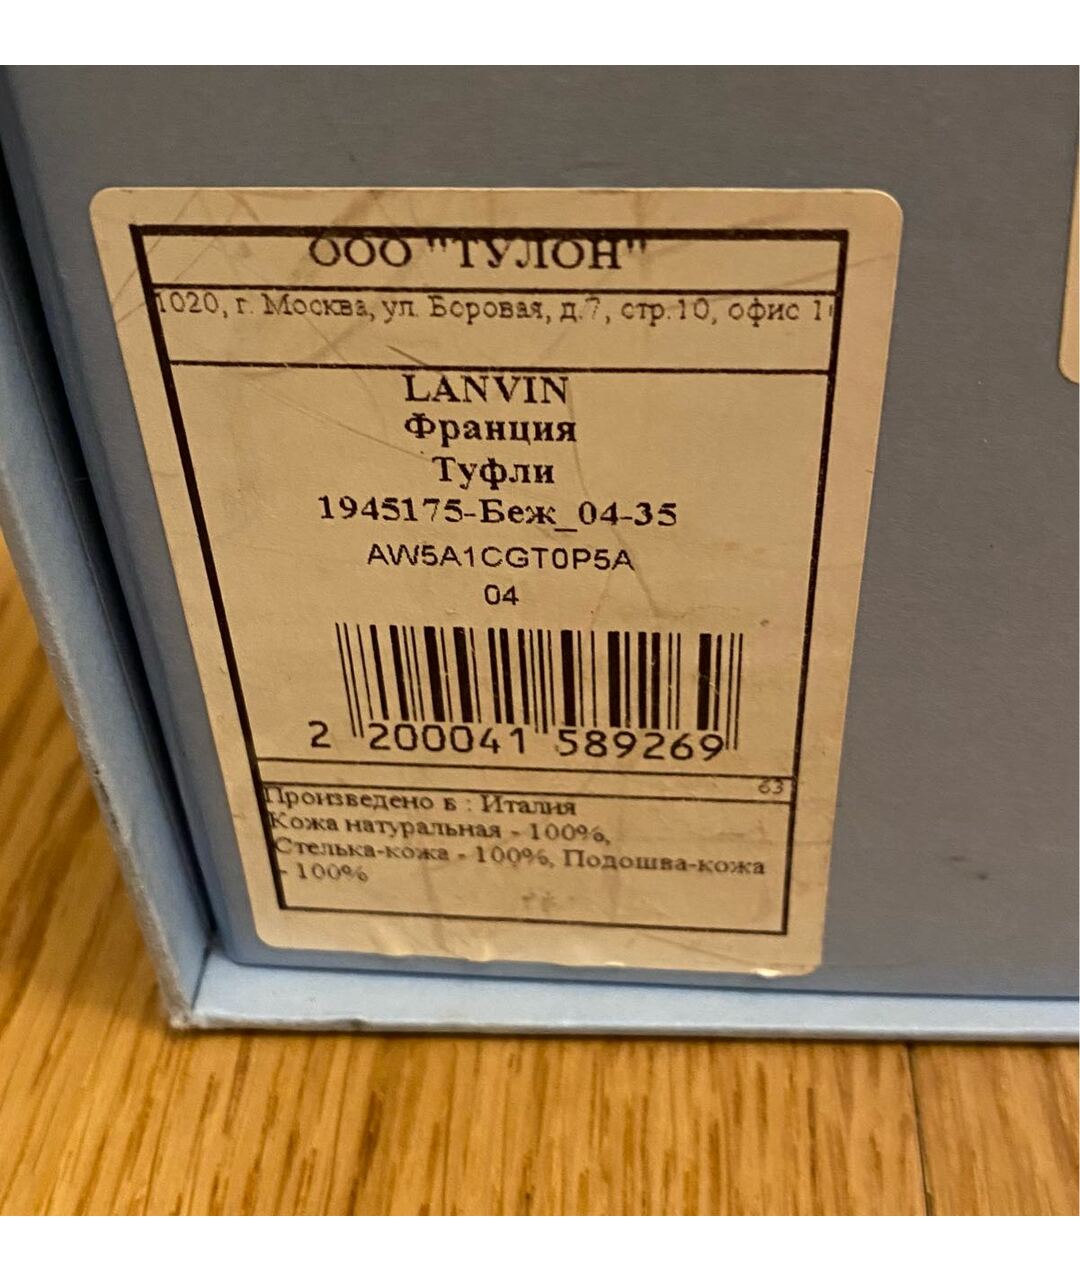 ООО "ТУЛОН"
1020, г. Москва, ул. Боровая, д.7, стр.10, офис 1
LANVIN
Франция
Туфли
1945175-Беж_04-35
AW5A1CGT0P5A
04
2 200041 589269
63
Произведено в : Италия
Кожа натуральная - 100%,
Стелька-кожа - 100%, Подошва-кожа
- 100%